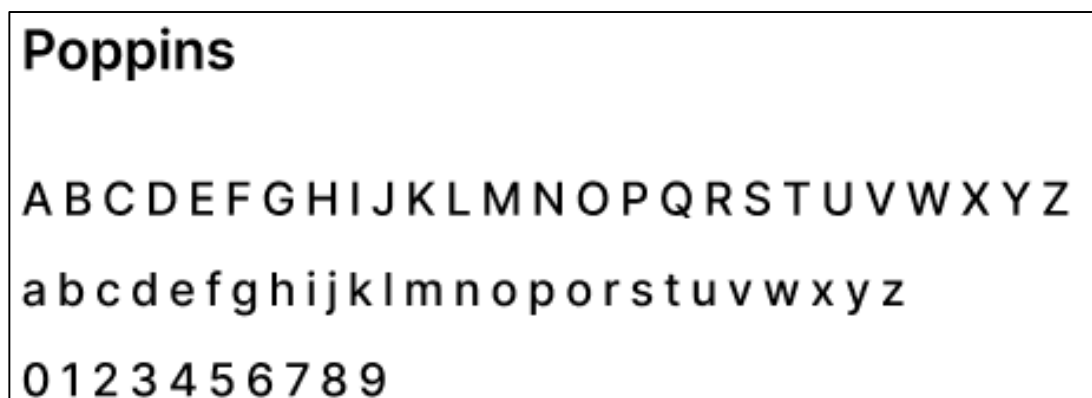 Poppins
A B C D E F G H I J K L M N O P Q R S T U V W X Y Z
a b c d e f g h i j k l m n o p o r s t u v w x y z
0 1 2 3 4 5 6 7 8 9